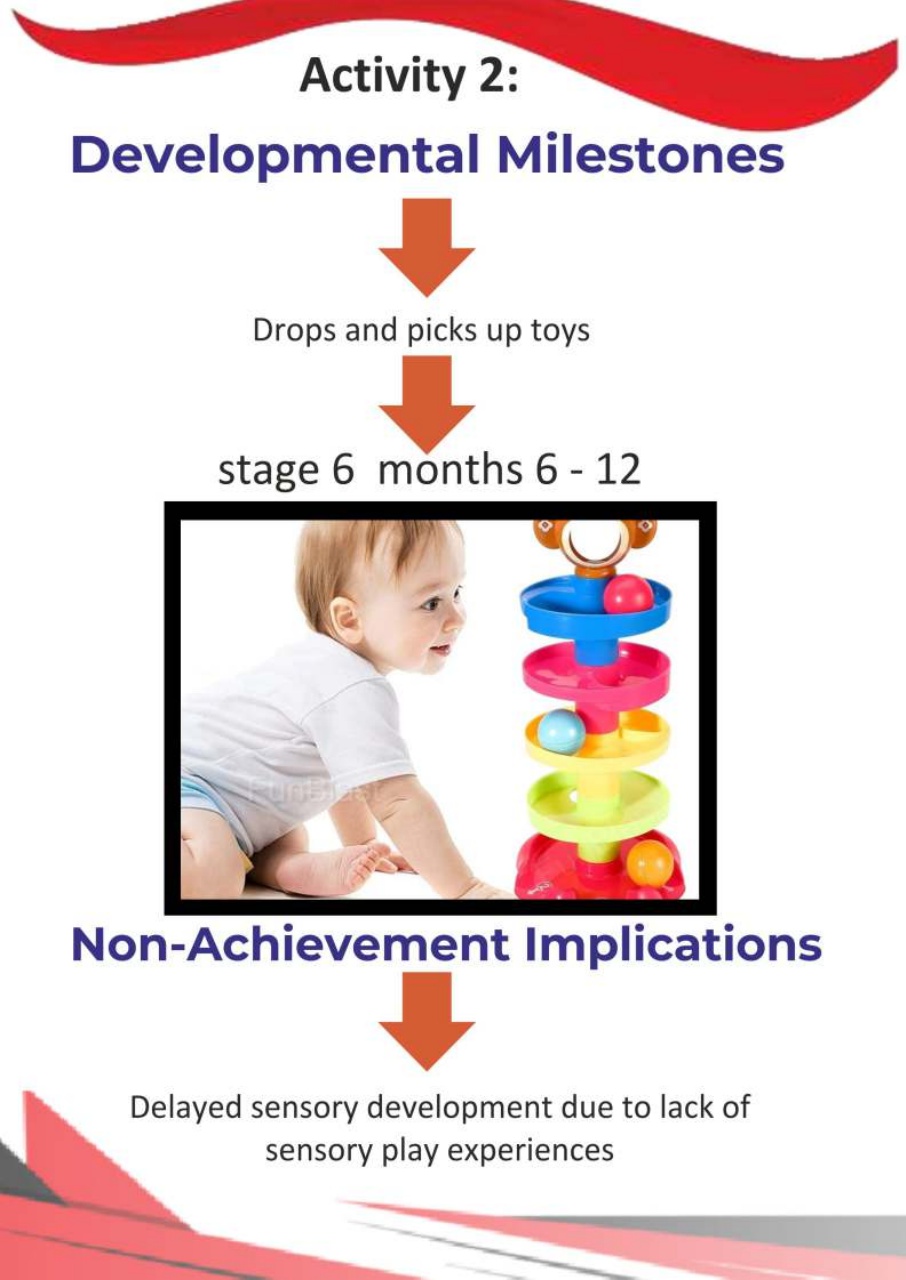 Activity 2:
Developmental Milestones
Drops and picks up toys
stage 6 months 6 - 12
FunBlast
Non-Achievement Implications
Delayed sensory development due to lack of
sensory play experiences